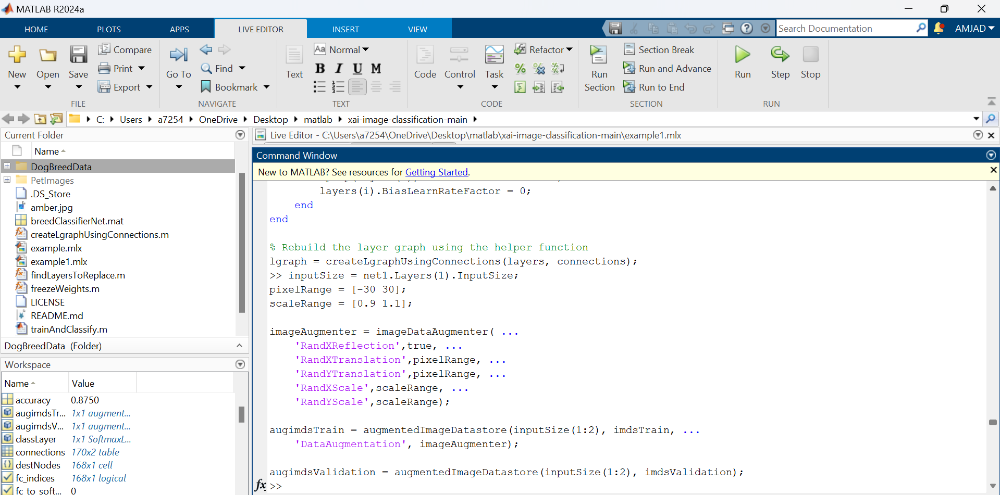 MATLAB R2024a
HOME PLOTS APPS LIVE EDITOR INSERT VIEW
Search Documentation
AMJAD
New
Open
Save
Compare
Print
Export
FILE
Go To
Find
Bookmark
NAVIGATE
Text
Aa Normal
B I U M
TEXT
Code
Control
Task
Refactor
CODE
Run Section
Section Break
Run and Advance
Run to End
SECTION
Run
Step
Stop
RUN
C: Users a7254 OneDrive Desktop matlab xai-image-classification-main
Current Folder
Name
DogBreedData
PetImages
.DS_Store
amber.jpg
breedClassifierNet.mat
createLgraphUsingConnections.m
example.mlx
example1.mlx
findLayersToReplace.m
freezeWeights.m
LICENSE
README.md
trainAndClassify.m
DogBreedData (Folder)
Workspace
Name Value
accuracy 0.8750
augimdsTr... 1x1 augment...
augimdsV... 1x1 augment...
classLayer 1x1 SoftmaxL...
connections 170x2 table
destNodes 168x1 cell
fc_indices 168x1 logical
fc_to_soft... 0
Live Editor - C:\Users\a7254\OneDrive\Desktop\matlab\xai-image-classification-main\example1.mlx
Command Window
New to MATLAB? See resources for Getting Started.
layers(i).BiasLearnRateFactor = 0;
end
end
% Rebuild the layer graph using the helper function
lgraph = createLgraphUsingConnections(layers, connections);
>> inputSize = net1.Layers(1).InputSize;
pixelRange = [-30 30];
scaleRange = [0.9 1.1];
imageAugmenter = imageDataAugmenter( ...
'RandXReflection',true, ...
'RandXTranslation',pixelRange, ...
'RandYTranslation',pixelRange, ...
'RandXScale',scaleRange, ...
'RandYScale',scaleRange);
augimdsTrain = augmentedImageDatastore(inputSize(1:2), imdsTrain, ...
'DataAugmentation', imageAugmenter);
augimdsValidation = augmentedImageDatastore(inputSize(1:2), imdsValidation);
fx >>